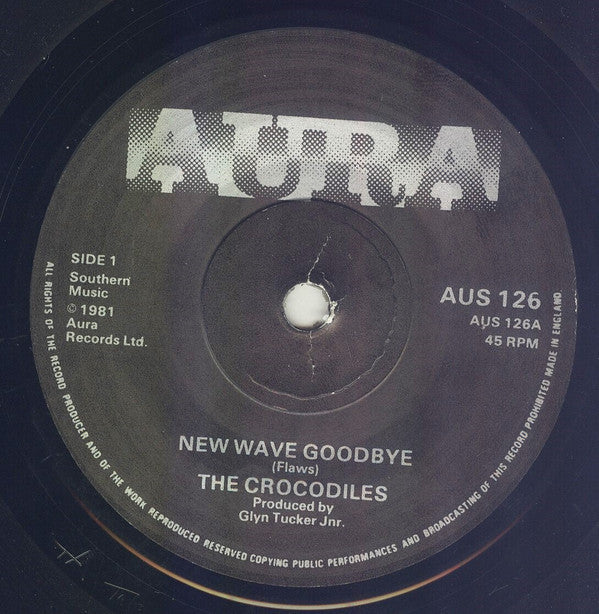 AURA
SIDE 1
Southern
Music
© 1981
Aura
Records Ltd.
AUS 126
AUS 126A
45 RPM
NEW WAVE GOODBYE
(Flaws)
THE CROCODILES
Produced by
Glyn Tucker Jnr.
ALL RIGHTS OF THE RECORD PRODUCER AND OF THE WORK REPRODUCED RESERVED COPYING PUBLIC PERFORMANCES AND BROADCASTING OF THIS RECORD PROHIBITED MADE IN ENGLAND.